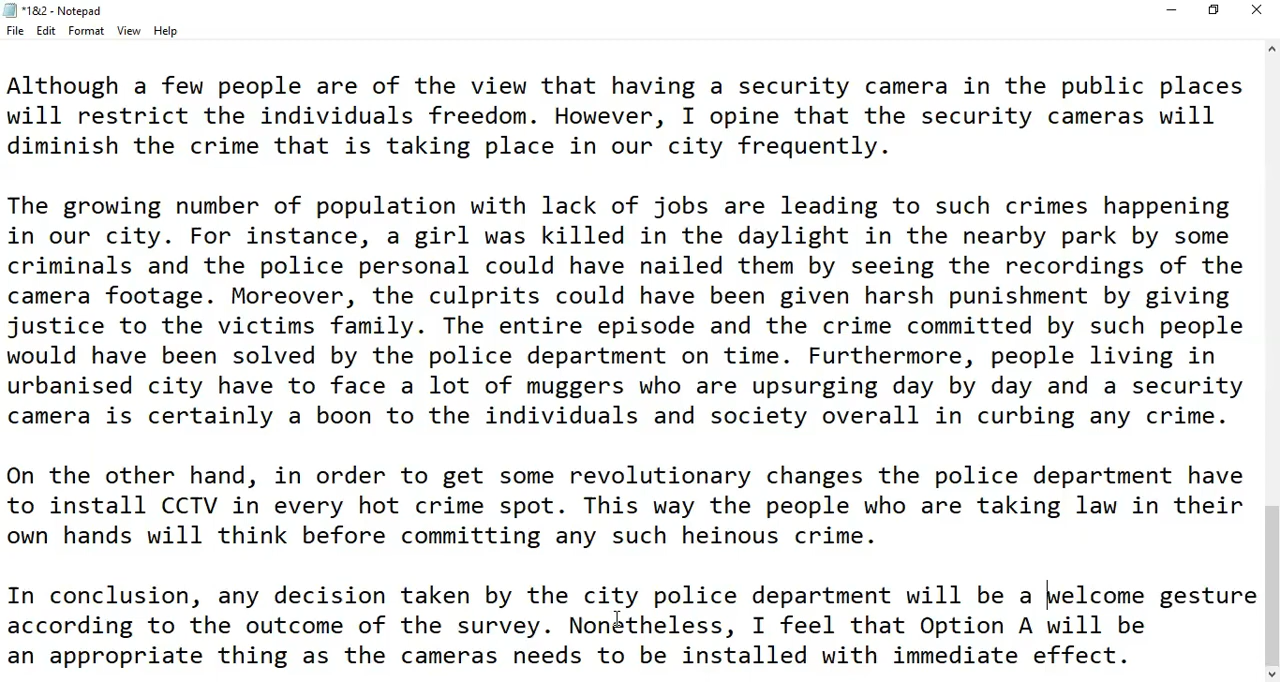 *1&2 - Notepad
File Edit Format View Help
Although a few people are of the view that having a security camera in the public places
will restrict the individuals freedom. However, I opine that the security cameras will
diminish the crime that is taking place in our city frequently.
The growing number of population with lack of jobs are leading to such crimes happening
in our city. For instance, a girl was killed in the daylight in the nearby park by some
criminals and the police personal could have nailed them by seeing the recordings of the
camera footage. Moreover, the culprits could have been given harsh punishment by giving
justice to the victims family. The entire episode and the crime committed by such people
would have been solved by the police department on time. Furthermore, people living in
urbanised city have to face a lot of muggers who are upsurging day by day and a security
camera is certainly a boon to the individuals and society overall in curbing any crime.
On the other hand, in order to get some revolutionary changes the police department have
to install CCTV in every hot crime spot. This way the people who are taking law in their
own hands will think before committing any such heinous crime.
In conclusion, any decision taken by the city police department will be a welcome gesture
according to the outcome of the survey. Nonetheless, I feel that Option A will be
an appropriate thing as the cameras needs to be installed with immediate effect.